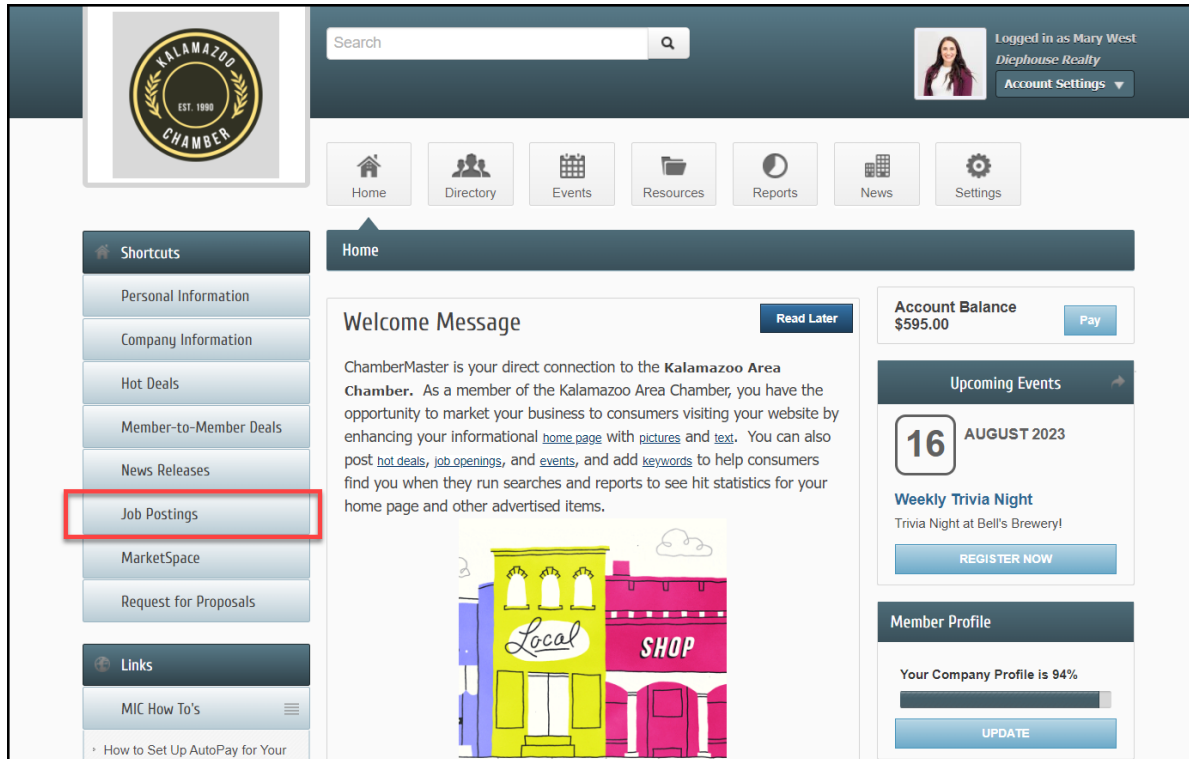 KALAMAZOO
EST. 1990
CHAMBER
Search
Logged in as Mary West
Diephouse Realty
Account Settings
Home
Directory
Events
Resources
Reports
News
Settings
Shortcuts
Personal Information
Company Information
Hot Deals
Member-to-Member Deals
News Releases
Job Postings
MarketSpace
Request for Proposals
Links
MIC How To's
How to Set Up AutoPay for Your
Home
Welcome Message
Read Later
ChamberMaster is your direct connection to the Kalamazoo Area
Chamber. As a member of the Kalamazoo Area Chamber, you have the
opportunity to market your business to consumers visiting your website by
enhancing your informational home page with pictures and text. You can also
post hot deals, job openings, and events, and add keywords to help consumers
find you when they run searches and reports to see hit statistics for your
home page and other advertised items.
Local
SHOP
Account Balance
$595.00
Pay
Upcoming Events
16
AUGUST 2023
Weekly Trivia Night
Trivia Night at Bell's Brewery!
REGISTER NOW
Member Profile
Your Company Profile is 94%
UPDATE